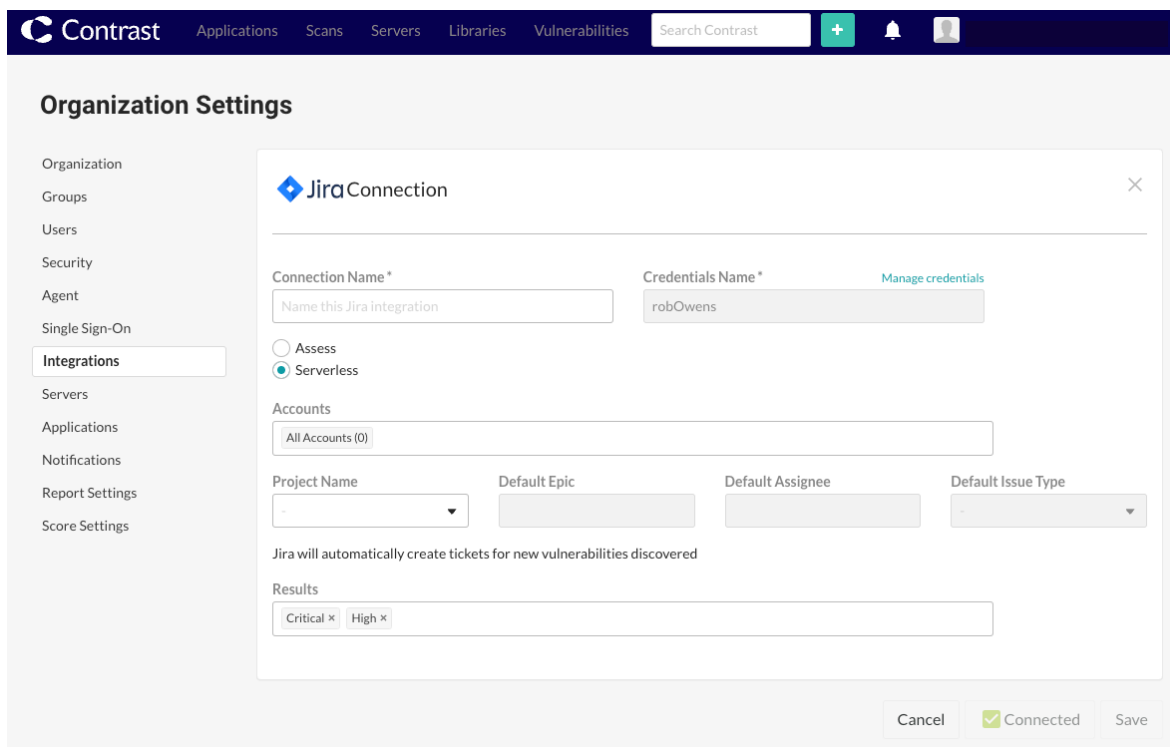 Contrast Applications Scans Servers Libraries Vulnerabilities Search Contrast +
Organization Settings
Organization
Groups
Users
Security
Agent
Single Sign-On
Integrations
Servers
Applications
Notifications
Report Settings
Score Settings
Jira Connection
Connection Name * Credentials Name * Manage credentials
Name this Jira integration robOwens
Assess
Serverless
Accounts
All Accounts (0)
Project Name Default Epic Default Assignee Default Issue Type
- -
Jira will automatically create tickets for new vulnerabilities discovered
Results
Critical × High ×
Cancel Connected Save